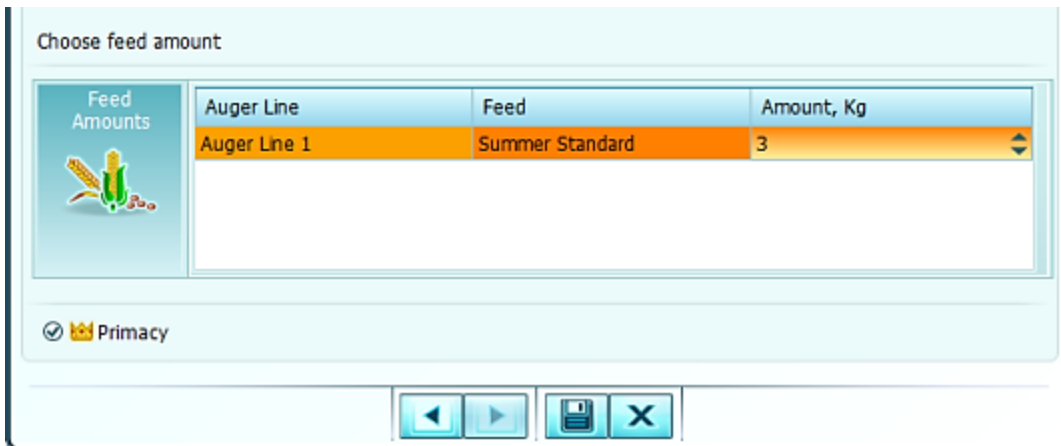 Choose feed amount
Feed
Amounts
Auger Line Feed Amount, Kg
Auger Line 1 Summer Standard 3
Primacy